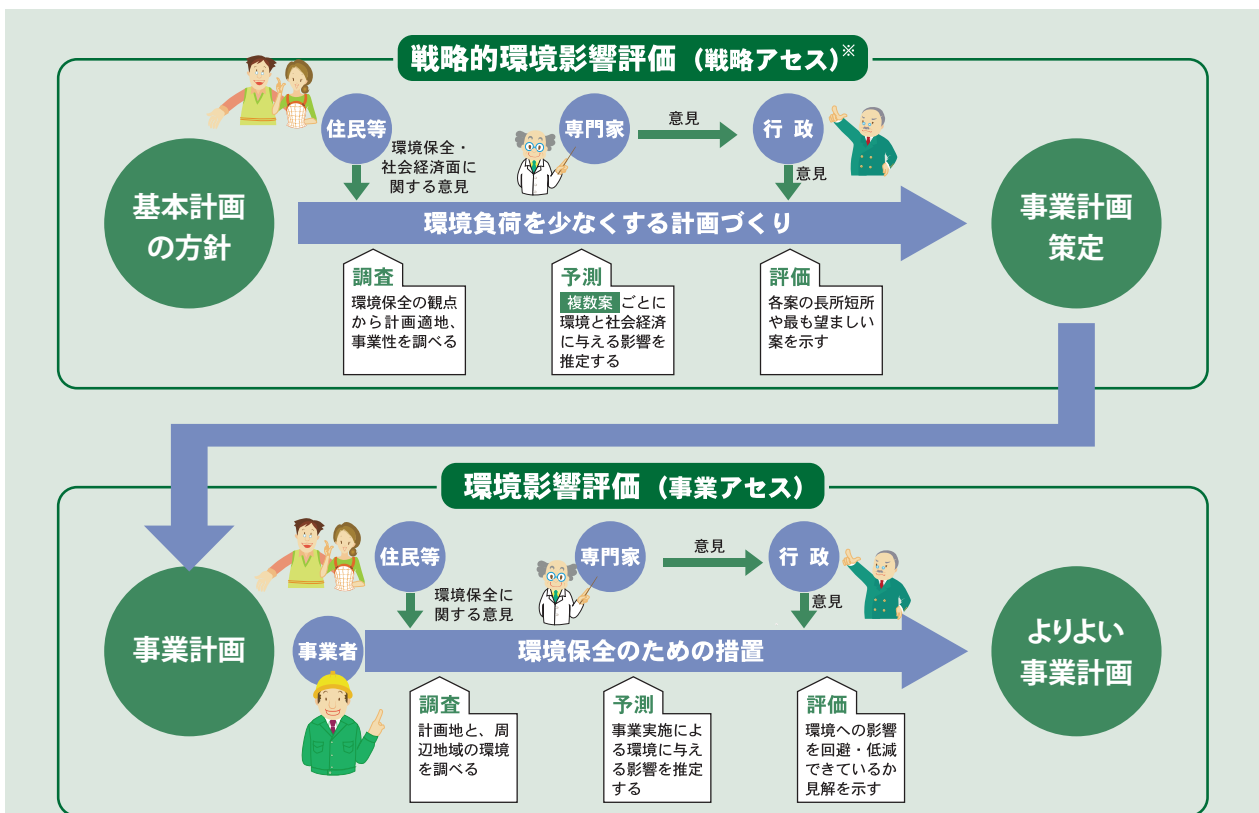 戦略的環境影響評価（戦略アセス）※
住民等
環境保全・
社会経済面に
関する意見
専門家
意見
行 政
意見
基本計画
の方針
環境負荷を少なくする計画づくり
事業計画
策定
調査
環境保全の観点
から計画適地、
事業性を調べる
予測
複数案ごとに
環境と社会経済
に与える影響を
推定する
評価
各案の長所短所
や最も望ましい
案を示す
環境影響評価（事業アセス）
住民等
環境保全に
関する意見
専門家
意見
行 政
意見
事業計画
事業者
環境保全のための措置
よりよい
事業計画
調査
計画地と、周
辺地域の環境
を調べる
予測
事業実施によ
る環境に与え
る影響を推定
する
評価
環境への影響
を回避・低減
できているか
見解を示す